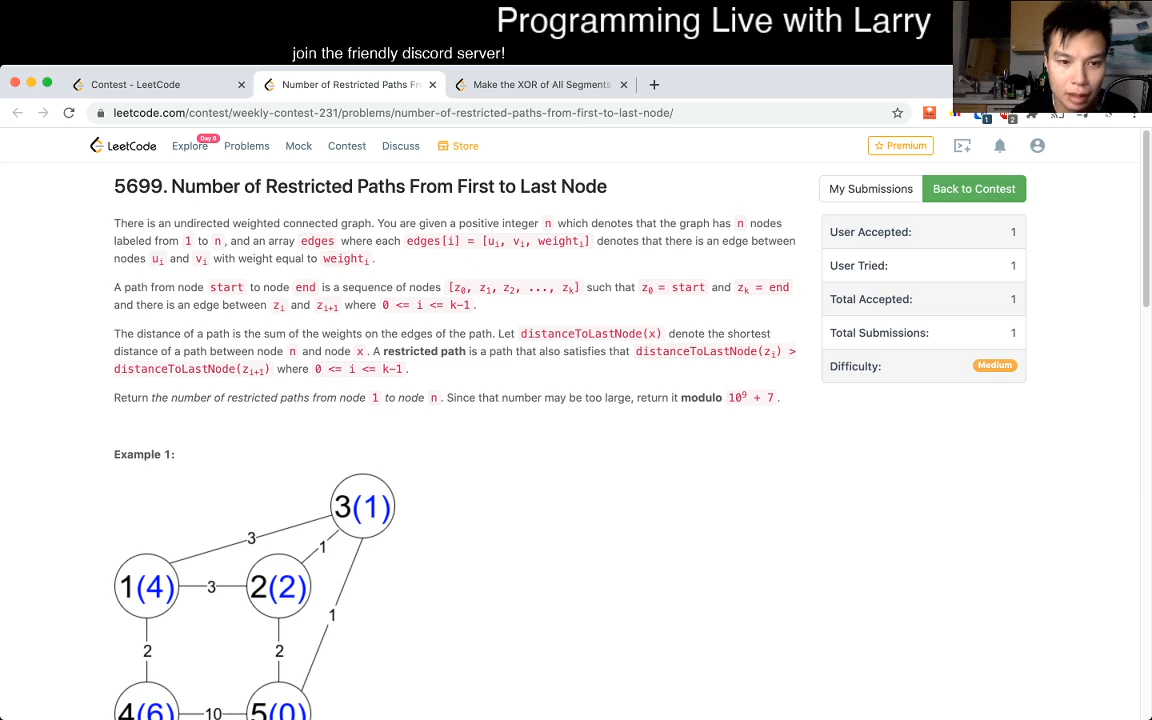 Programming Live with Larry
join the friendly discord server!
Contest - LeetCode
Number of Restricted Paths Fr
Make the XOR of All Segments
leetcode.com/contest/weekly-contest-231/problems/number-of-restricted-paths-from-first-to-last-node/
1
2
LeetCode
Explore
Day 6
Problems
Mock
Contest
Discuss
Store
Premium
5699. Number of Restricted Paths From First to Last Node
My Submissions
Back to Contest
There is an undirected weighted connected graph. You are given a positive integer n which denotes that the graph has n nodes
labeled from 1 to n, and an array edges where each edges[i] = [ui, vi, weighti] denotes that there is an edge between
nodes ui and vi with weight equal to weighti.
A path from node start to node end is a sequence of nodes [z0, z1, z2, ..., zk] such that z0 = start and zk = end
and there is an edge between zi and zi+1 where 0 <= i <= k-1.
The distance of a path is the sum of the weights on the edges of the path. Let distanceToLastNode(x) denote the shortest
distance of a path between node n and node x. A restricted path is a path that also satisfies that distanceToLastNode(zi) >
distanceToLastNode(zi+1) where 0 <= i <= k-1.
Return the number of restricted paths from node 1 to node n. Since that number may be too large, return it modulo 10⁹ + 7.
User Accepted: 1
User Tried: 1
Total Accepted: 1
Total Submissions: 1
Difficulty: Medium
Example 1:
3(1)
3
1
1(4)
3
2(2)
1
2
2
4(6)
10
5(0)